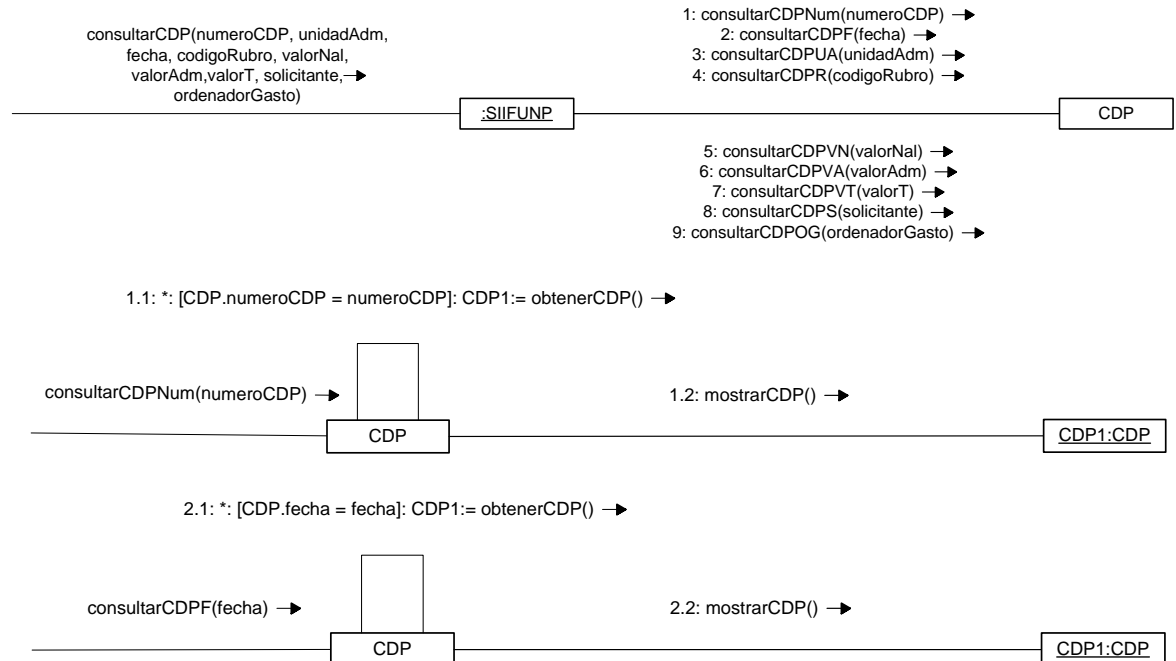 consultarCDP(numeroCDP, unidadAdm,
fecha, codigoRubro, valorNal,
valorAdm,valorT, solicitante,
ordenadorGasto)
:SIIFUNP
1: consultarCDPNum(numeroCDP)
2: consultarCDPF(fecha)
3: consultarCDPUA(unidadAdm)
4: consultarCDPR(codigoRubro)
CDP
5: consultarCDPVN(valorNal)
6: consultarCDPVA(valorAdm)
7: consultarCDPVT(valorT)
8: consultarCDPS(solicitante)
9: consultarCDPOG(ordenadorGasto)
1.1: *: [CDP.numeroCDP = numeroCDP]: CDP1:= obtenerCDP()
consultarCDPNum(numeroCDP)
1.2: mostrarCDP()
CDP
CDP1:CDP
2.1: *: [CDP.fecha = fecha]: CDP1:= obtenerCDP()
consultarCDPF(fecha)
2.2: mostrarCDP()
CDP
CDP1:CDP